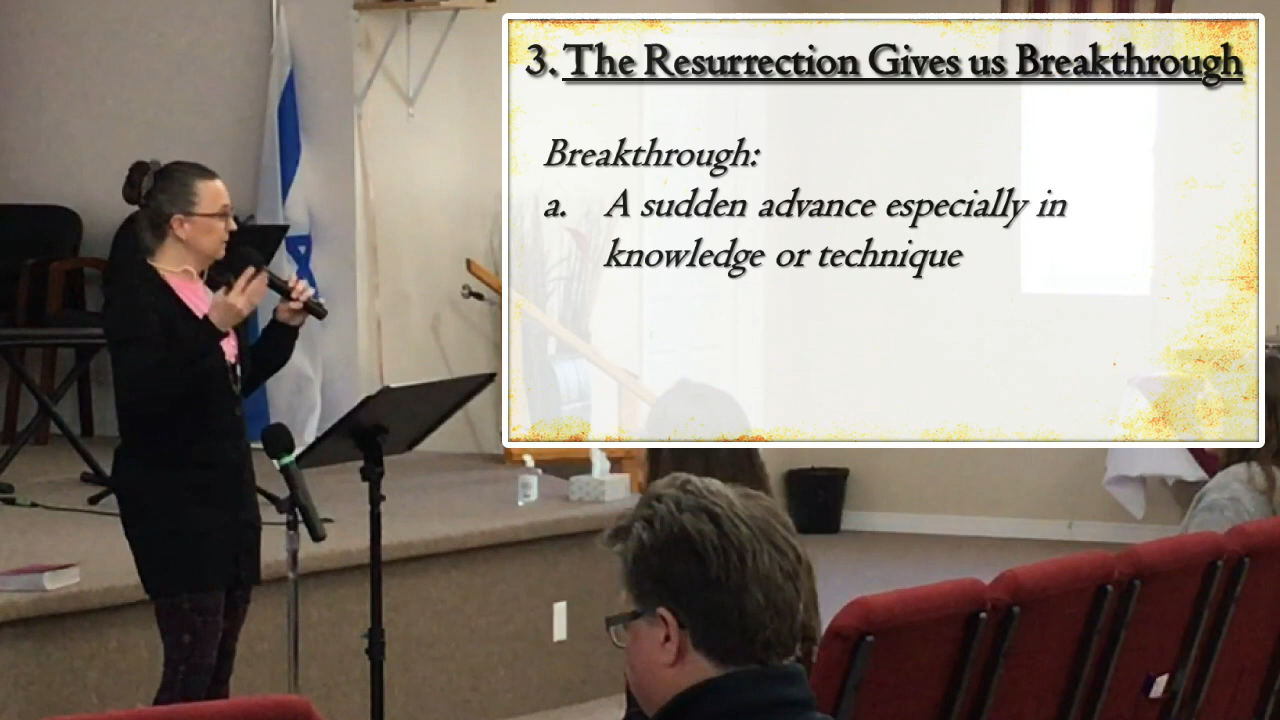 3. The Resurrection Gives us Breakthrough
Breakthrough:
a. A sudden advance especially in
knowledge or technique